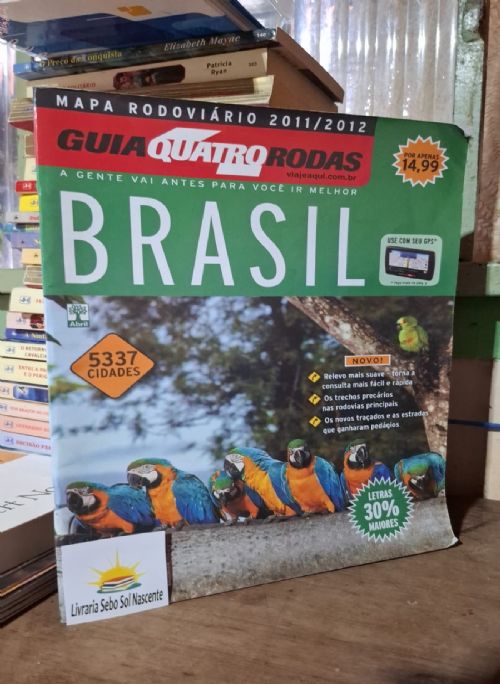 Elizabeth Mayne
140
O Preço da Conquista
Patricia
Ryan
MAPA RODOVIÁRIO 2011/2012
GUIA QUATRO RODAS
viajeaqui.com.br
A GENTE VAI ANTES PARA VOCÊ IR MELHOR
POR APENAS
14,99
BRASIL
USE COM SEU GPS*
Abril
5337
CIDADES
NOVO!
Relevo mais suave - torna a
consulta mais fácil e rápida
Os trechos precários
nas rodovias principais
Os novos traçados e as estradas
que ganharam pedágios
LETRAS
30%
MAIORES
Livraria Sebo Sol Nascente